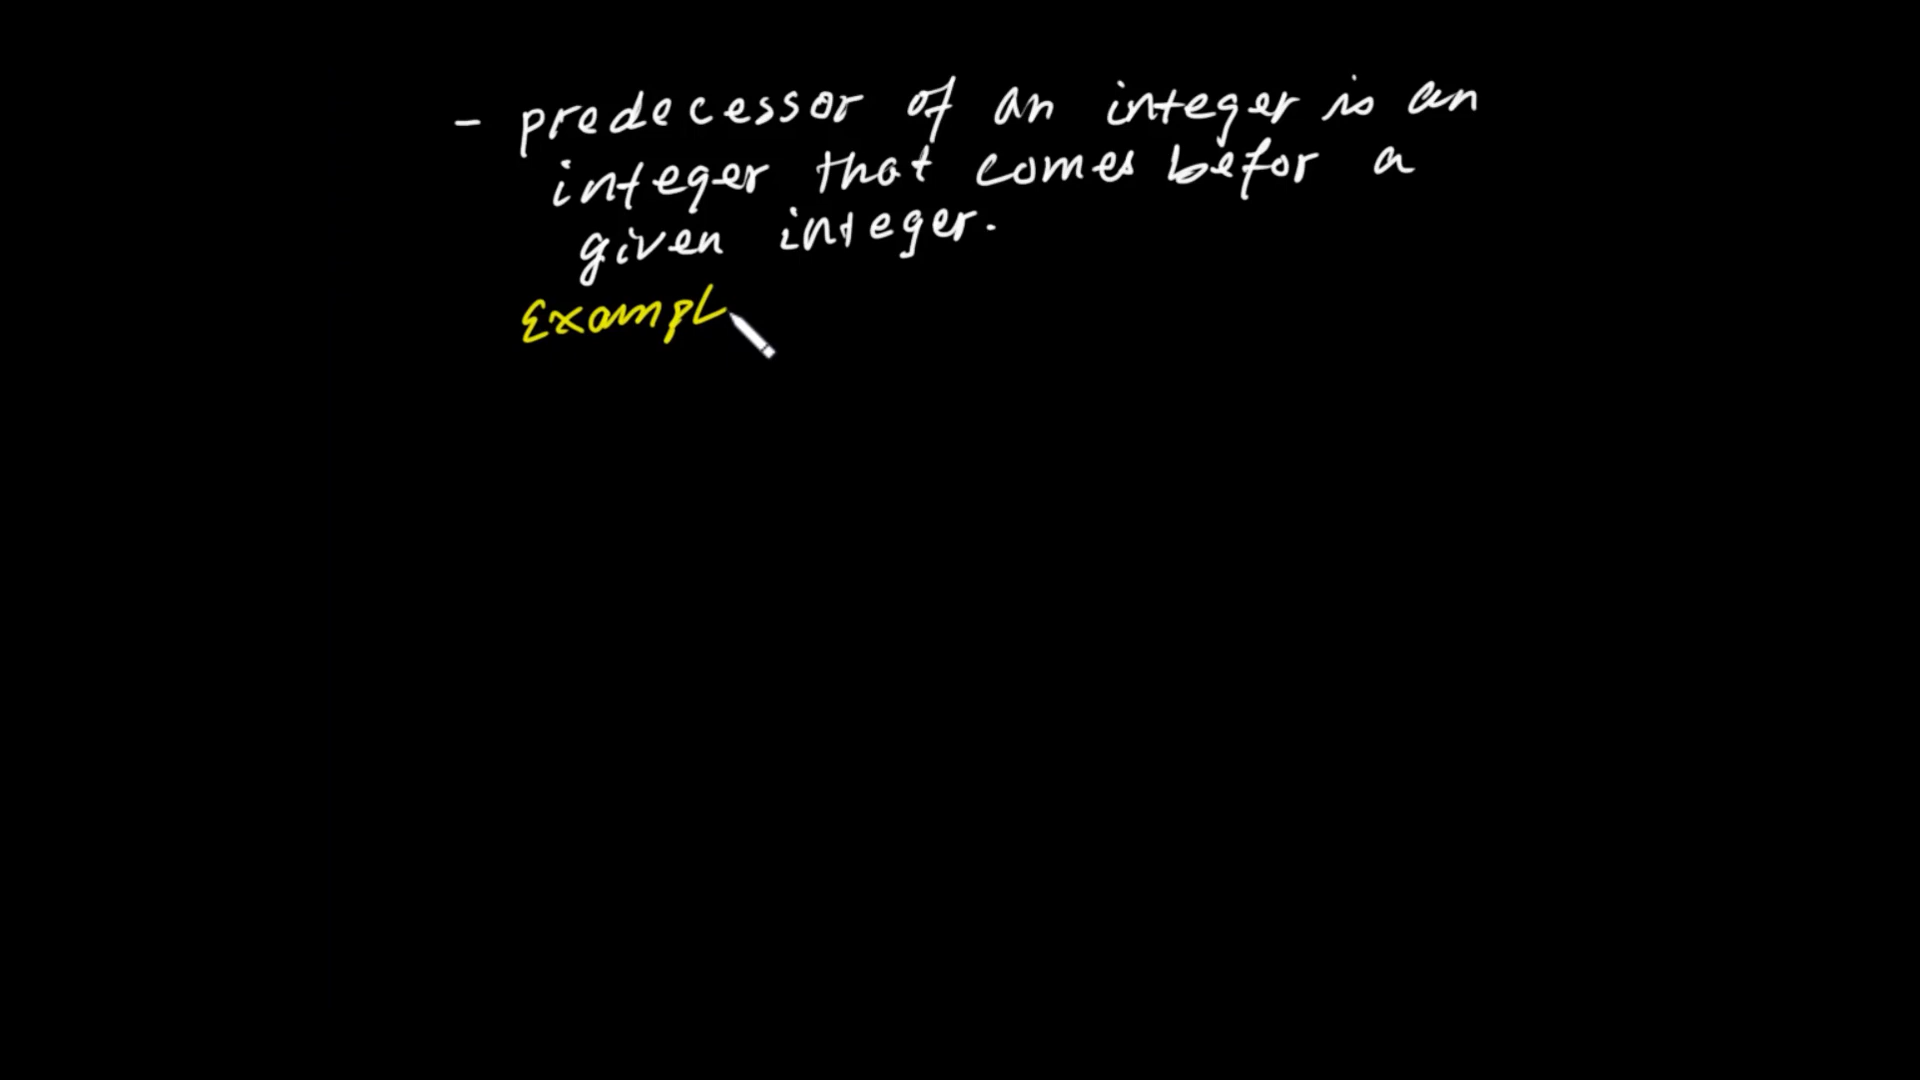 - predecessor of an integer is an
integer that comes befor a
given integer.
Exampl